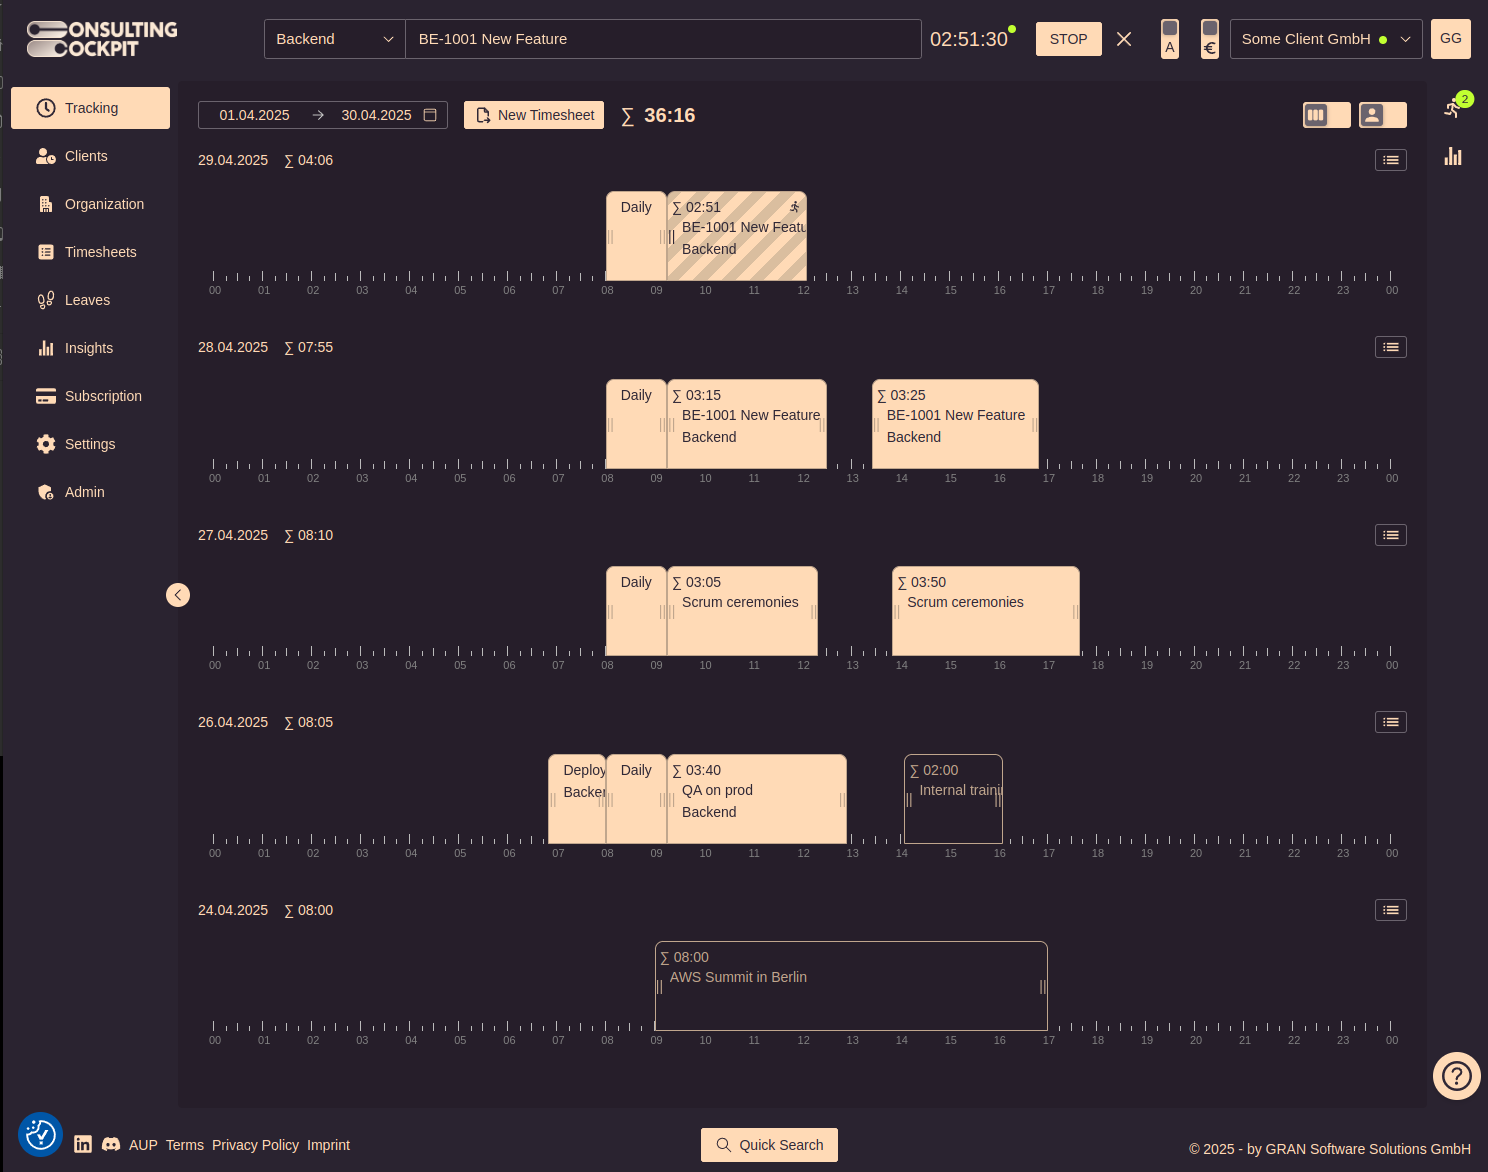 CONSULTING
COCKPIT
Backend
BE-1001 New Feature
02:51:30
STOP
A
€
Some Client GmbH
GG
Tracking
Clients
Organization
Timesheets
Leaves
Insights
Subscription
Settings
Admin
01.04.2025
30.04.2025
New Timesheet
∑ 36:16
2
29.04.2025 ∑ 04:06
Daily
∑ 02:51
BE-1001 New Featu
Backend
00 01 02 03 04 05 06 07 08 09 10 11 12 13 14 15 16 17 18 19 20 21 22 23 00
28.04.2025 ∑ 07:55
Daily
∑ 03:15
BE-1001 New Feature
Backend
∑ 03:25
BE-1001 New Feature
Backend
00 01 02 03 04 05 06 07 08 09 10 11 12 13 14 15 16 17 18 19 20 21 22 23 00
27.04.2025 ∑ 08:10
Daily
∑ 03:05
Scrum ceremonies
∑ 03:50
Scrum ceremonies
00 01 02 03 04 05 06 07 08 09 10 11 12 13 14 15 16 17 18 19 20 21 22 23 00
26.04.2025 ∑ 08:05
Deploy
Backen
Daily
∑ 03:40
QA on prod
Backend
∑ 02:00
Internal traini
00 01 02 03 04 05 06 07 08 09 10 11 12 13 14 15 16 17 18 19 20 21 22 23 00
24.04.2025 ∑ 08:00
∑ 08:00
AWS Summit in Berlin
00 01 02 03 04 05 06 07 08 09 10 11 12 13 14 15 16 17 18 19 20 21 22 23 00
?
AUP Terms Privacy Policy Imprint
Quick Search
© 2025 - by GRAN Software Solutions GmbH